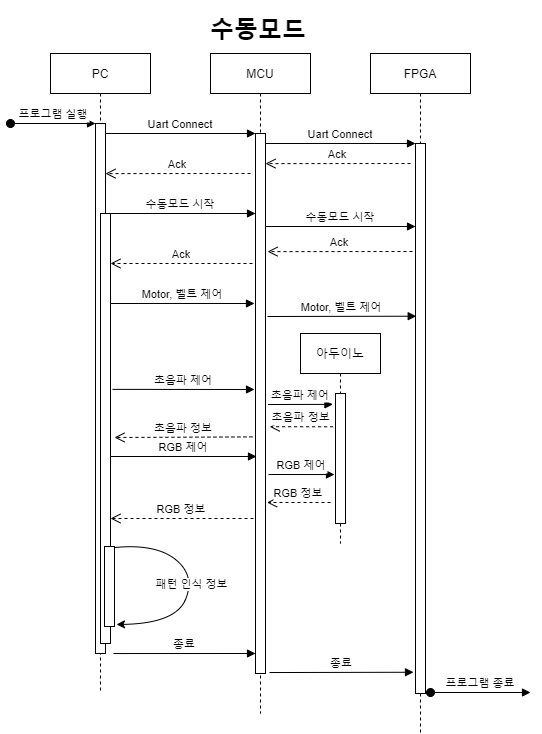 수동모드
PC
MCU
FPGA
프로그램 실행
Uart Connect
Uart Connect
Ack
Ack
수동모드 시작
수동모드 시작
Ack
Ack
Motor, 벨트 제어
Motor, 벨트 제어
아두이노
초음파 제어
초음파 제어
초음파 정보
초음파 정보
RGB 제어
RGB 제어
RGB 정보
RGB 정보
패턴 인식 정보
종료
종료
프로그램 종료